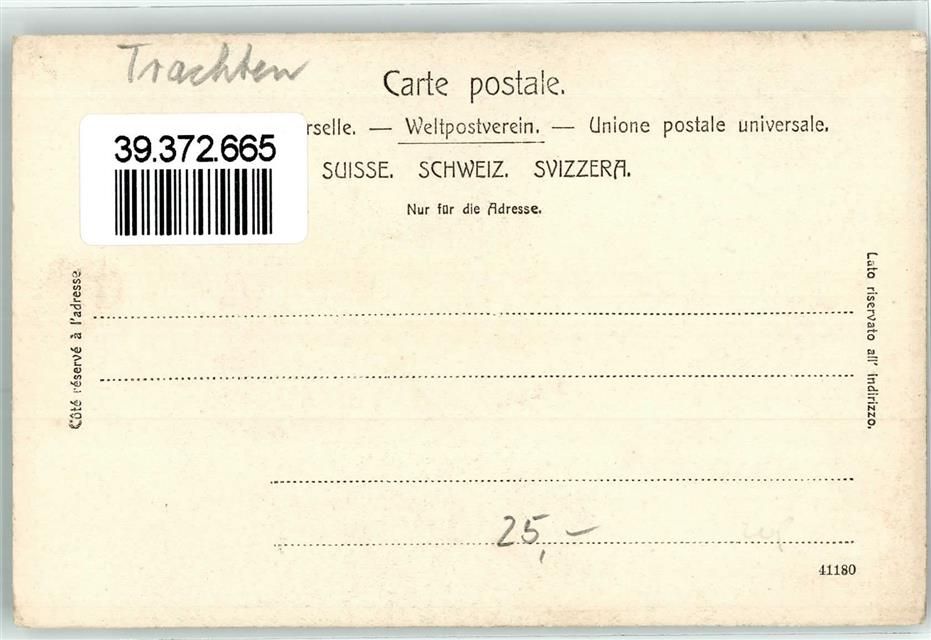 Trachten
Carte postale.
rselle. — Weltpostverein. — Unione postale universale.
39.372.665
SUISSE. SCHWEIZ. SVIZZERA.
Nur für die Adresse.
Côté réservé à l'adresse.
Lato riservato all' indirizzo.
25,-
41180